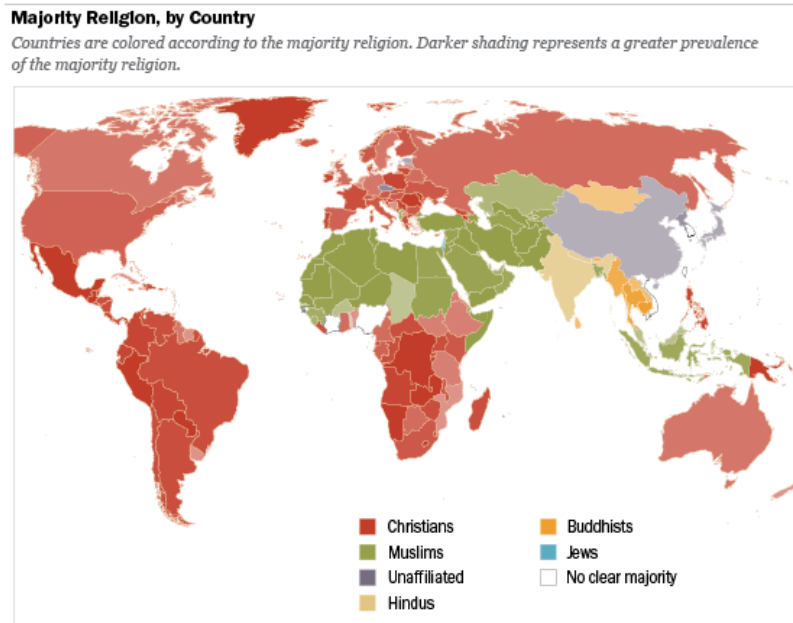 Majority Religion, by Country
Countries are colored according to the majority religion. Darker shading represents a greater prevalence
of the majority religion.
Christians
Muslims
Unaffiliated
Hindus
Buddhists
Jews
No clear majority